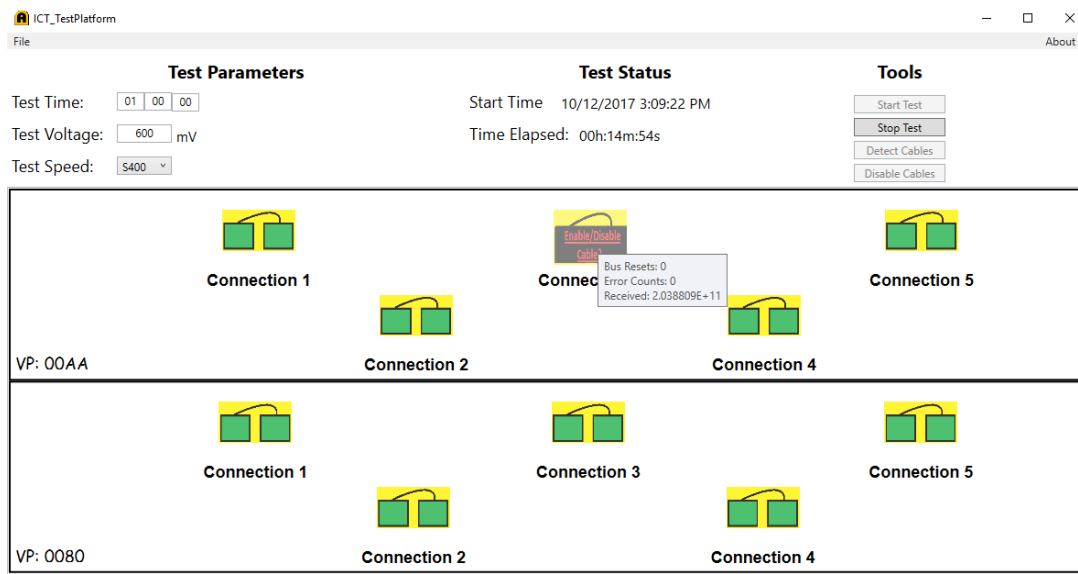 ICT_TestPlatform
File About
Test Parameters Test Status Tools
Test Time: 01 00 00 Start Time 10/12/2017 3:09:22 PM Start Test
Test Voltage: 600 mV Time Elapsed: 00h:14m:54s Stop Test
Detect Cables
Test Speed: S400 Disable Cables
Enable/Disable
Cable?
Connection 1 Connec Connection 5
Bus Resets: 0
Error Counts: 0
Received: 2.038809E+11
VP: 00AA Connection 2 Connection 4
Connection 1 Connection 3 Connection 5
VP: 0080 Connection 2 Connection 4